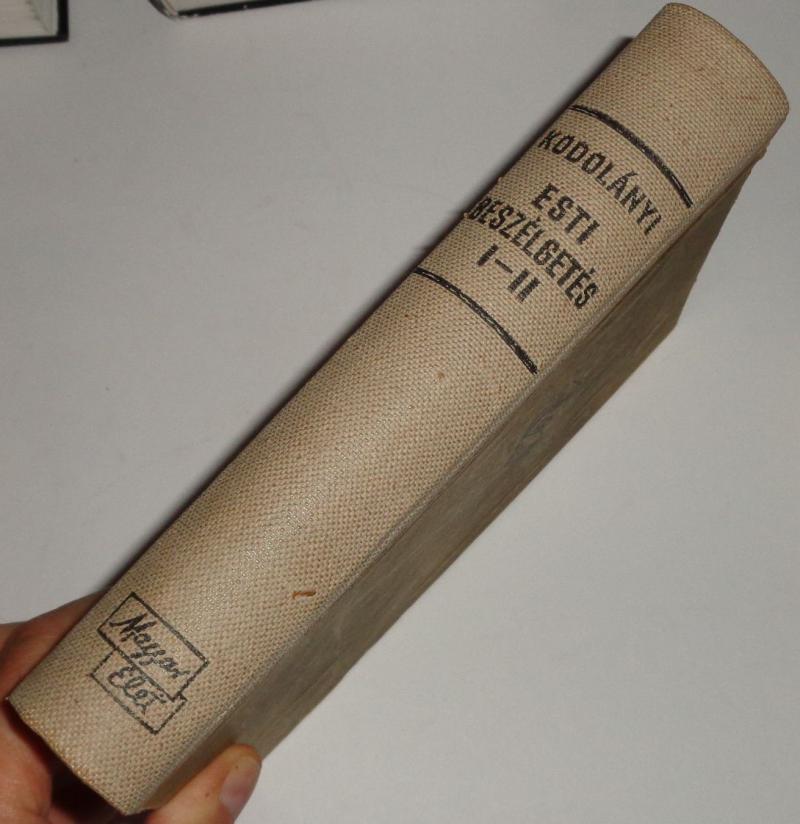 KODOLÁNYI
ESTI
BESZÉLGETÉS
I-II
Magyar
Élet